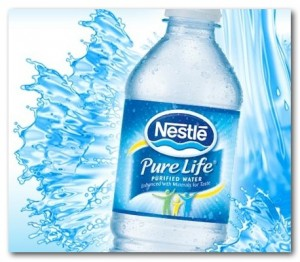 Nestlé
Pure Life®
PURIFIED WATER
Enhanced with Minerals for Taste